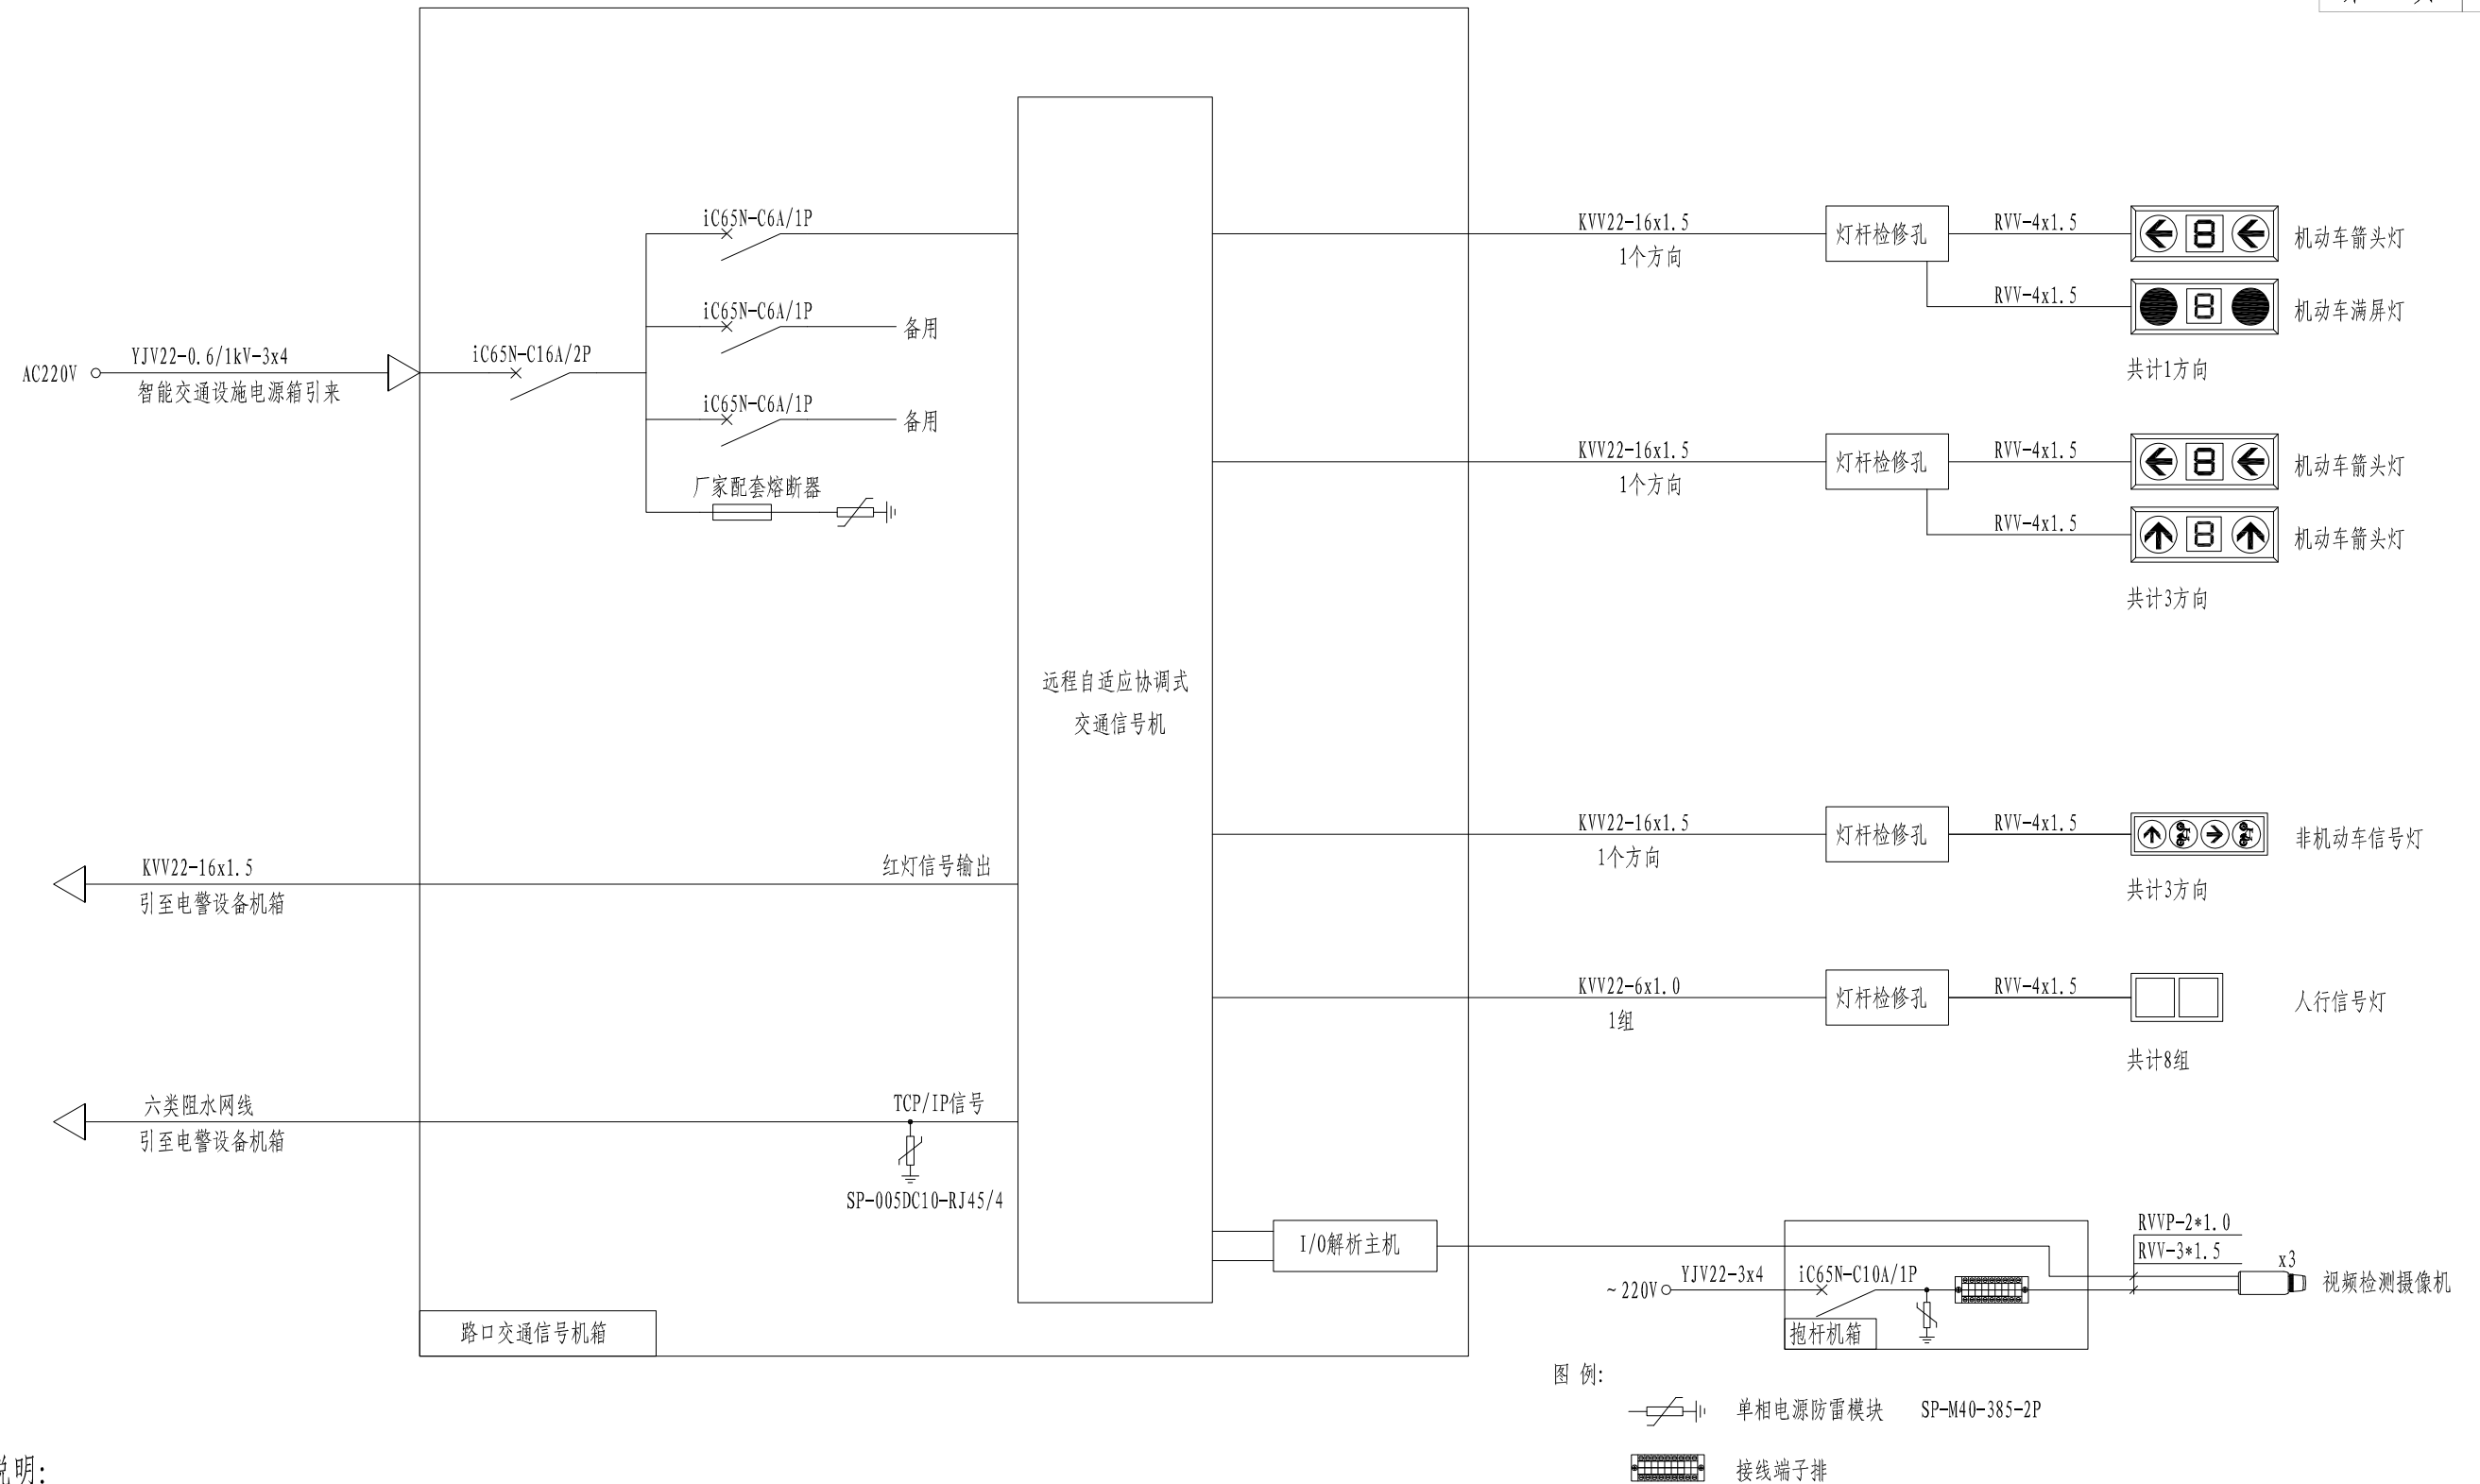 iC65N-C6A/1P
iC65N-C6A/1P
备用
iC65N-C6A/1P
备用
厂家配套熔断器
AC220V
YJV22-0.6/1kV-3x4
智能交通设施电源箱引来
iC65N-C16A/2P
远程自适应协调式
交通信号机
KVV22-16x1.5
引至电警设备机箱
红灯信号输出
六类阻水网线
引至电警设备机箱
TCP/IP信号
SP-005DC10-RJ45/4
I/O解析主机
路口交通信号机箱
KVV22-16x1.5
1个方向
灯杆检修孔
RVV-4x1.5
机动车箭头灯
RVV-4x1.5
机动车满屏灯
共计1方向
KVV22-16x1.5
1个方向
灯杆检修孔
RVV-4x1.5
机动车箭头灯
RVV-4x1.5
机动车箭头灯
共计3方向
KVV22-16x1.5
1个方向
灯杆检修孔
RVV-4x1.5
非机动车信号灯
共计3方向
KVV22-6x1.0
1组
灯杆检修孔
RVV-4x1.5
人行信号灯
共计8组
RVVP-2*1.0
RVV-3*1.5
x3
视频检测摄像机
~220V
YJV22-3x4
iC65N-C10A/1P
抱杆机箱
图 例:
单相电源防雷模块 SP-M40-385-2P
接线端子排
说明: